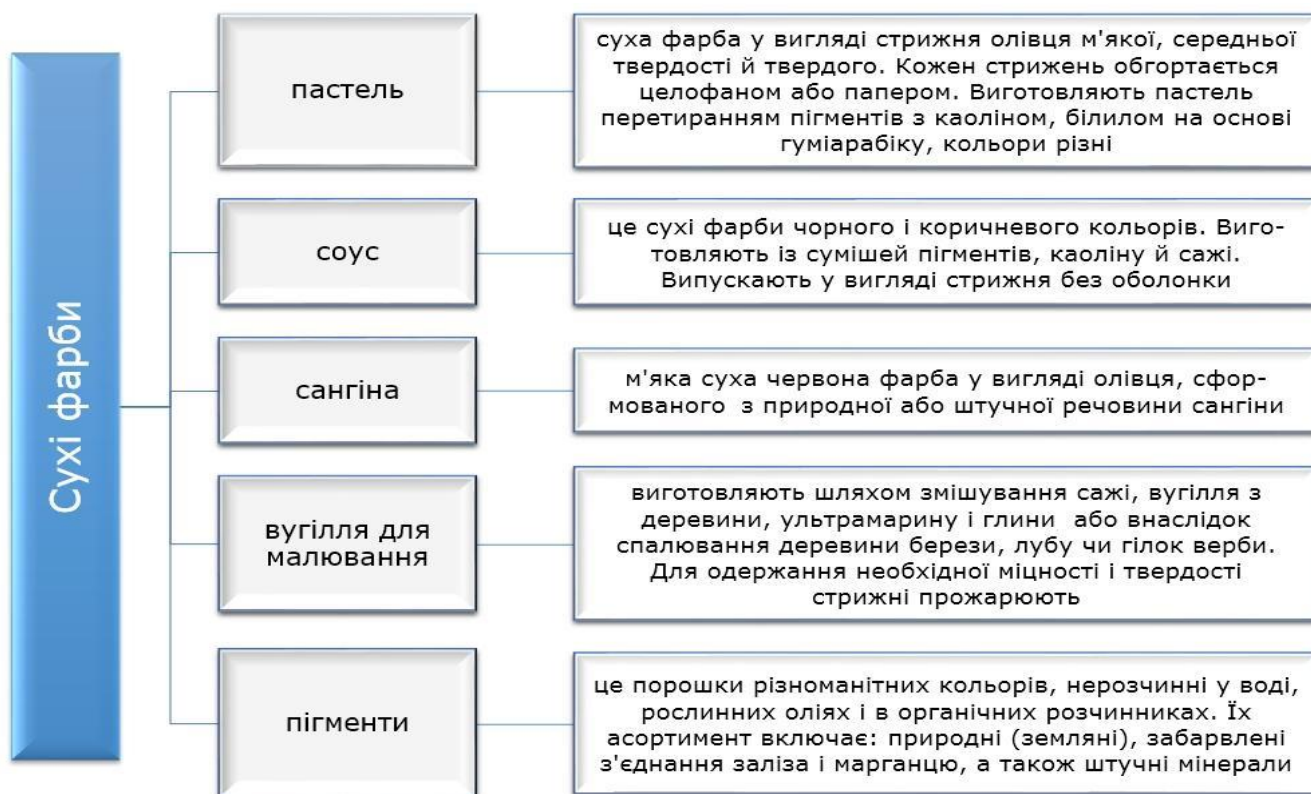 Сухі фарби
пастель
суха фарба у вигляді стрижня олівця м'якої, середньої
твердості й твердого. Кожен стрижень обгортається
целофаном або папером. Виготовляють пастель
перетиранням пігментів з каоліном, білилом на основі
гуміарабіку, кольори різні
соус
це сухі фарби чорного і коричневого кольорів. Виго-
товляють із сумішей пігментів, каоліну й сажі.
Випускають у вигляді стрижня без оболонки
сангіна
м'яка суха червона фарба у вигляді олівця, сфор-
мованого з природної або штучної речовини сангіни
вугілля для
малювання
виготовляють шляхом змішування сажі, вугілля з
деревини, ультрамарину і глини або внаслідок
спалювання деревини берези, лубу чи гілок верби.
Для одержання необхідної міцності і твердості
стрижні прожарюють
пігменти
це порошки різноманітних кольорів, нерозчинні у воді,
рослинних оліях і в органічних розчинниках. Їх
асортимент включає: природні (земляні), забарвлені
з'єднання заліза і марганцю, а також штучні мінерали